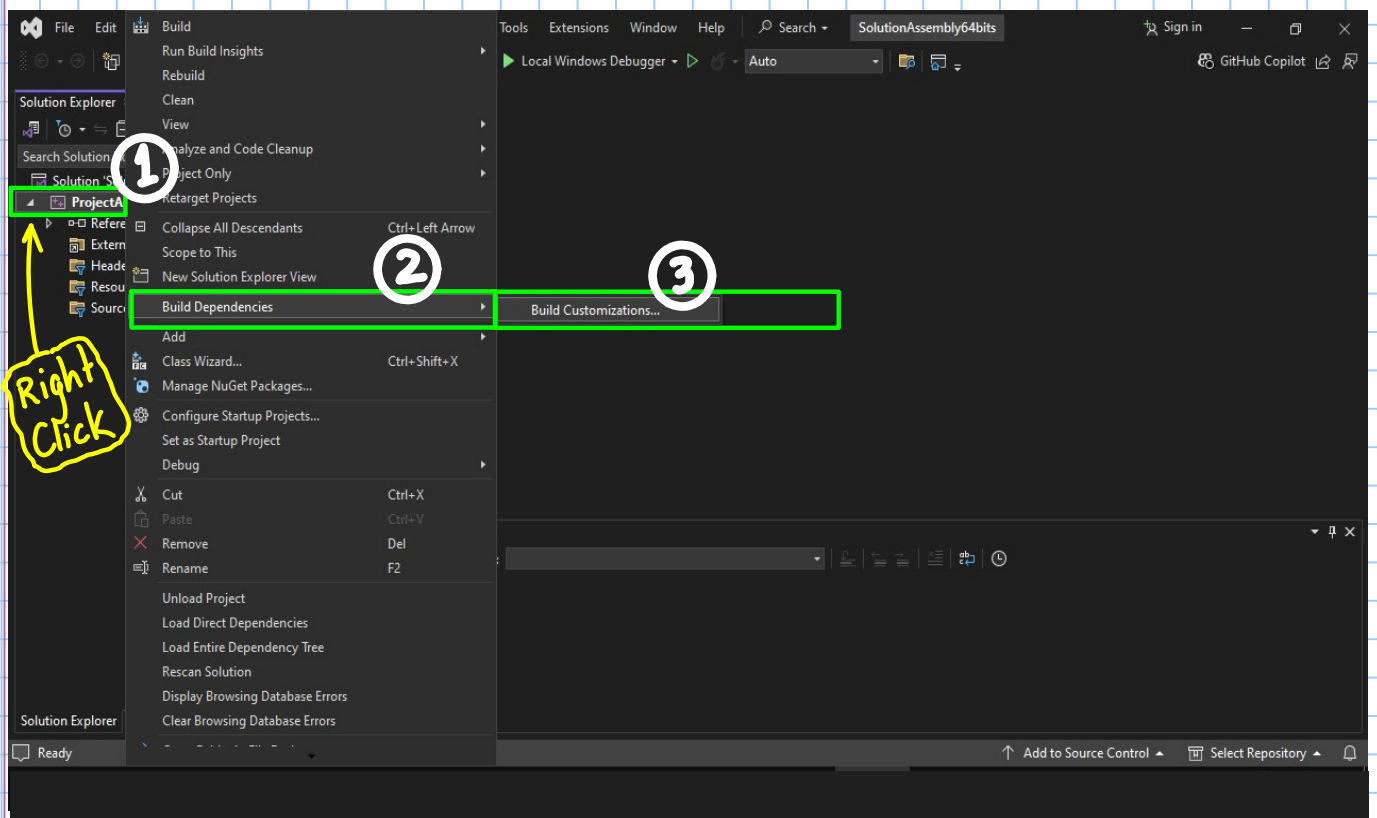 File Edit Tools Extensions Window Help Search SolutionAssembly64bits Sign in
Local Windows Debugger Auto GitHub Copilot
Solution Explorer
Search Solution
Solution
ProjectA
Refere
Extern
Heade
Resou
Source
Right
Click
Solution Explorer
1
Build
Run Build Insights
Rebuild
Clean
View
Analyze and Code Cleanup
Project Only
Retarget Projects
Collapse All Descendants Ctrl+Left Arrow
Scope to This
2
New Solution Explorer View
Build Dependencies
3
Build Customizations...
Add
Class Wizard... Ctrl+Shift+X
Manage NuGet Packages...
Configure Startup Projects...
Set as Startup Project
Debug
Cut Ctrl+X
Paste Ctrl+V
Remove Del
Rename F2
Unload Project
Load Direct Dependencies
Load Entire Dependency Tree
Rescan Solution
Display Browsing Database Errors
Clear Browsing Database Errors
Ready Add to Source Control Select Repository